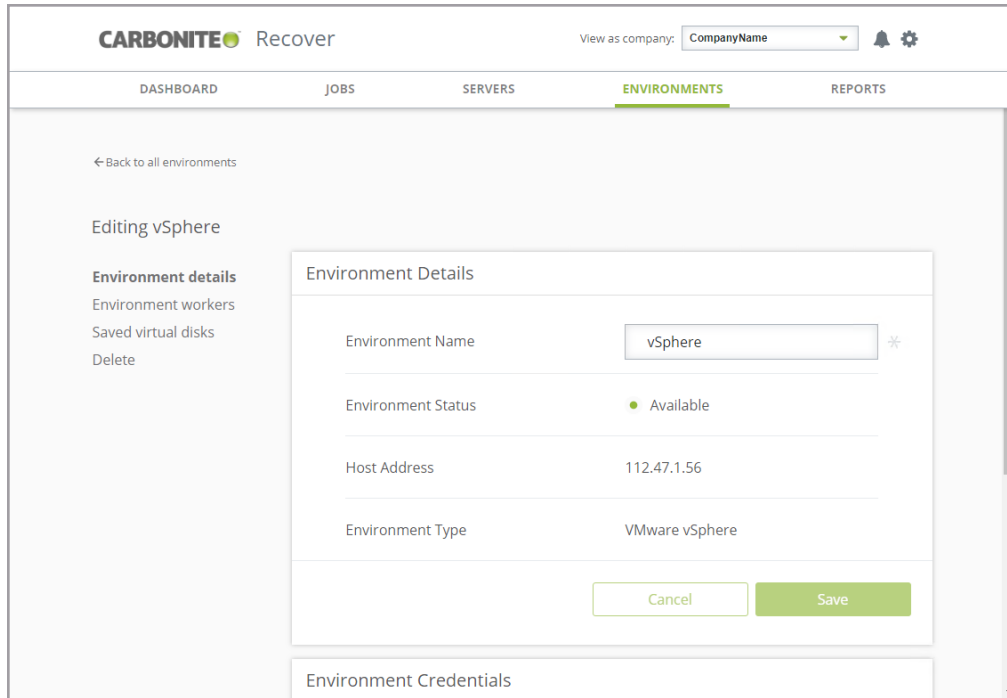 CARBONITE Recover
View as company: CompanyName
DASHBOARD JOBS SERVERS ENVIRONMENTS REPORTS
←Back to all environments
Editing vSphere
Environment details
Environment workers
Saved virtual disks
Delete
Environment Details
Environment Name vSphere *
Environment Status Available
Host Address 112.47.1.56
Environment Type VMware vSphere
Cancel Save
Environment Credentials